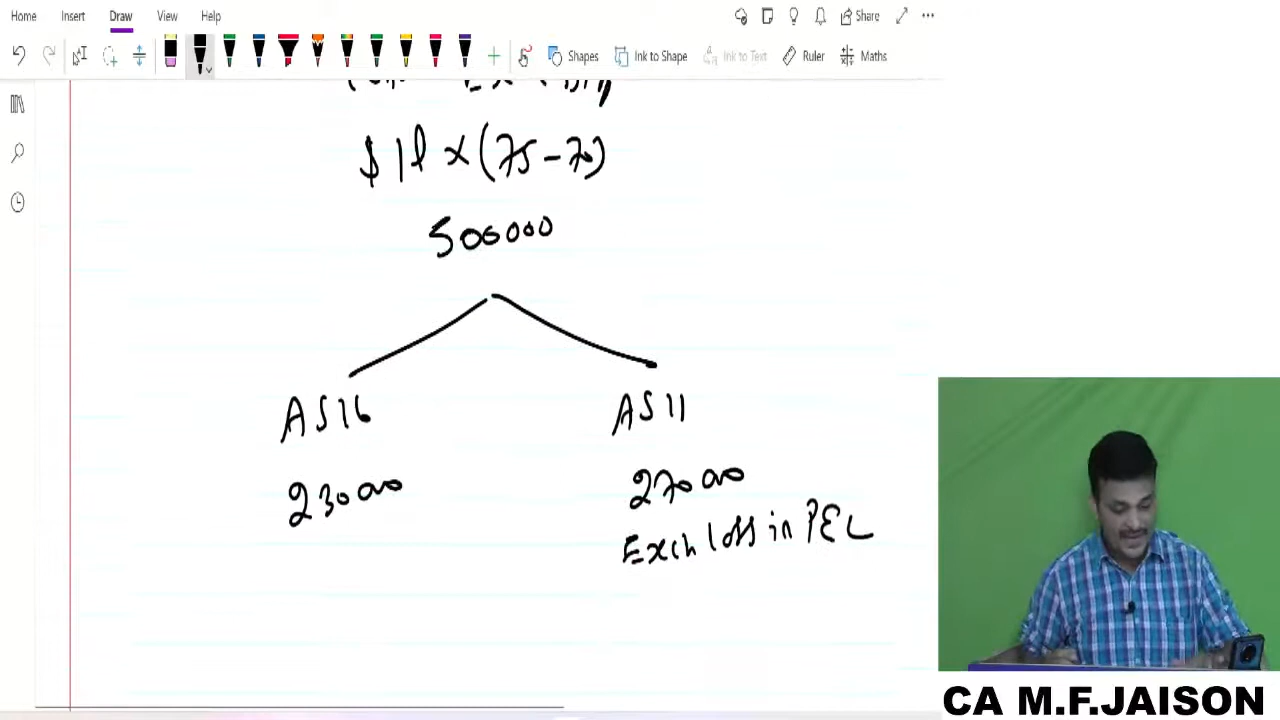 Home Insert Draw View Help Share
Shapes Ink to Shape Ink to Text Ruler Maths
$ 1l x (75-70)
500000
AS16 AS11
230000 270000
Exch loss in P&L
CA M.F.JAISON